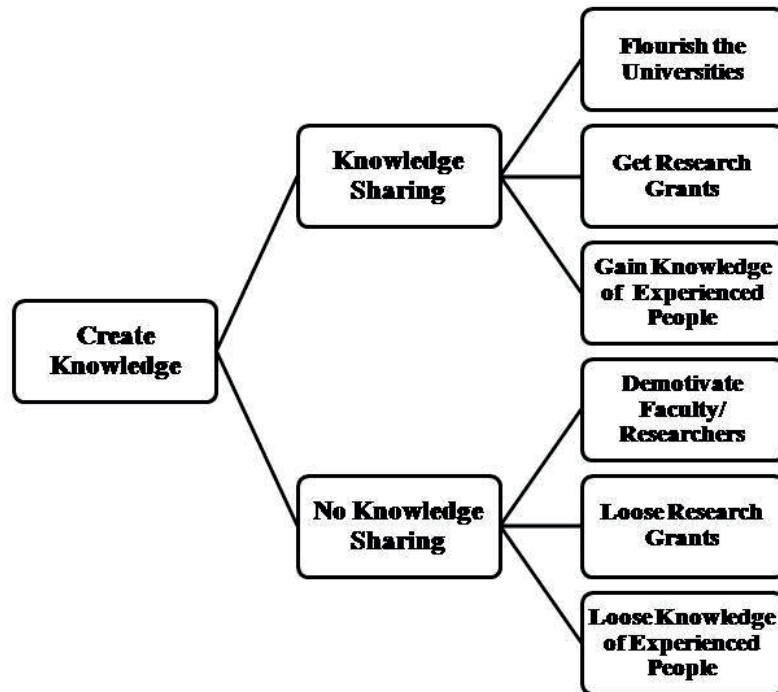 Flourish the
Universities
Knowledge
Sharing
Get Research
Grants
Gain Knowledge
of Experienced
People
Create
Knowledge
Demotivate
Faculty/
Researchers
No Knowledge
Sharing
Loose Research
Grants
Loose Knowledge
of Experienced
People